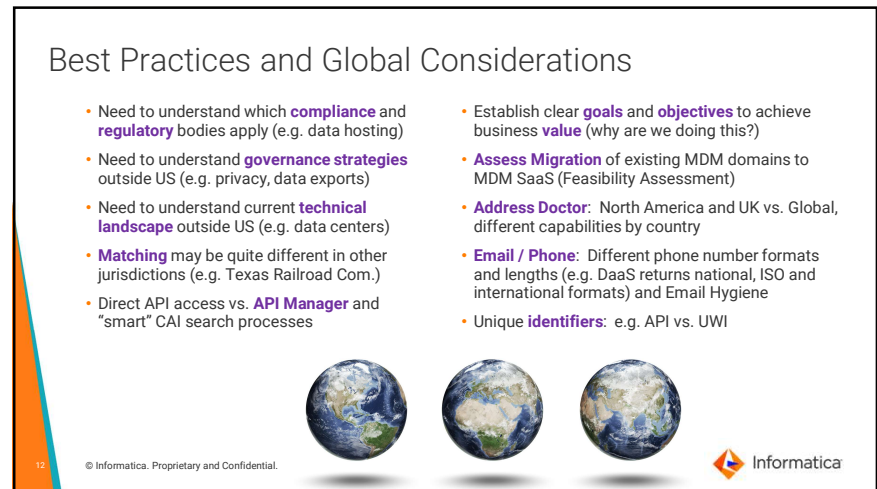 Best Practices and Global Considerations
• Need to understand which compliance and
regulatory bodies apply (e.g. data hosting)
• Need to understand governance strategies
outside US (e.g. privacy, data exports)
• Need to understand current technical
landscape outside US (e.g. data centers)
• Matching may be quite different in other
jurisdictions (e.g. Texas Railroad Com.)
• Direct API access vs. API Manager and
“smart” CAI search processes
• Establish clear goals and objectives to achieve
business value (why are we doing this?)
• Assess Migration of existing MDM domains to
MDM SaaS (Feasibility Assessment)
• Address Doctor: North America and UK vs. Global,
different capabilities by country
• Email / Phone: Different phone number formats
and lengths (e.g. DaaS returns national, ISO and
international formats) and Email Hygiene
• Unique identifiers: e.g. API vs. UWI
12
© Informatica. Proprietary and Confidential.
Informatica